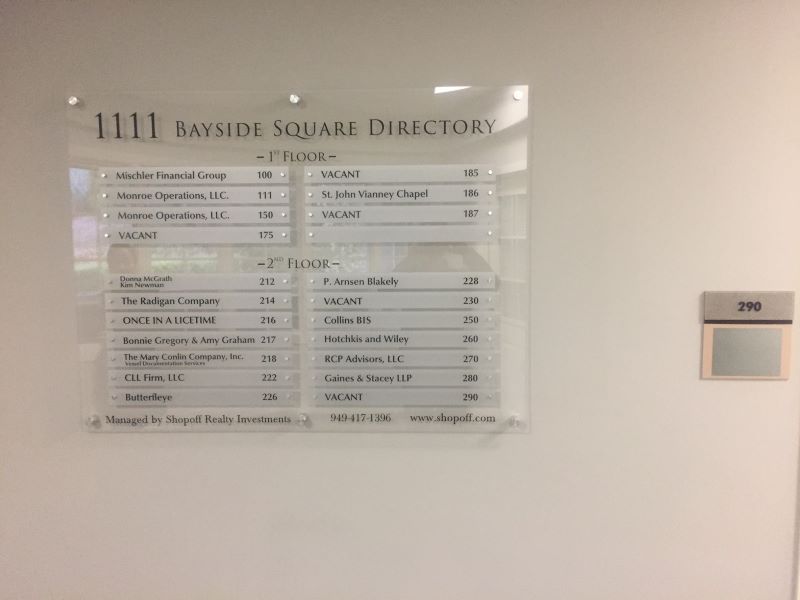 1111 BAYSIDE SQUARE DIRECTORY
– 1ST FLOOR –
Mischler Financial Group 100
Monroe Operations, LLC. 111
Monroe Operations, LLC. 150
VACANT 175
VACANT 185
St. John Vianney Chapel 186
VACANT 187
– 2ND FLOOR –
Donna McGrath
Kim Newman 212
The Radigan Company 214
ONCE IN A LICETIME 216
Bonnie Gregory & Amy Graham 217
The Mary Conlin Company, Inc. 218
Vessel Documentation Services
CLL Firm, LLC 222
Butterfleye 226
P. Arnsen Blakely 228
VACANT 230
Collins BIS 250
Hotchkis and Wiley 260
RCP Advisors, LLC 270
Gaines & Stacey LLP 280
VACANT 290
Managed by Shopoff Realty Investments 949-417-1396 www.shopoff.com
290